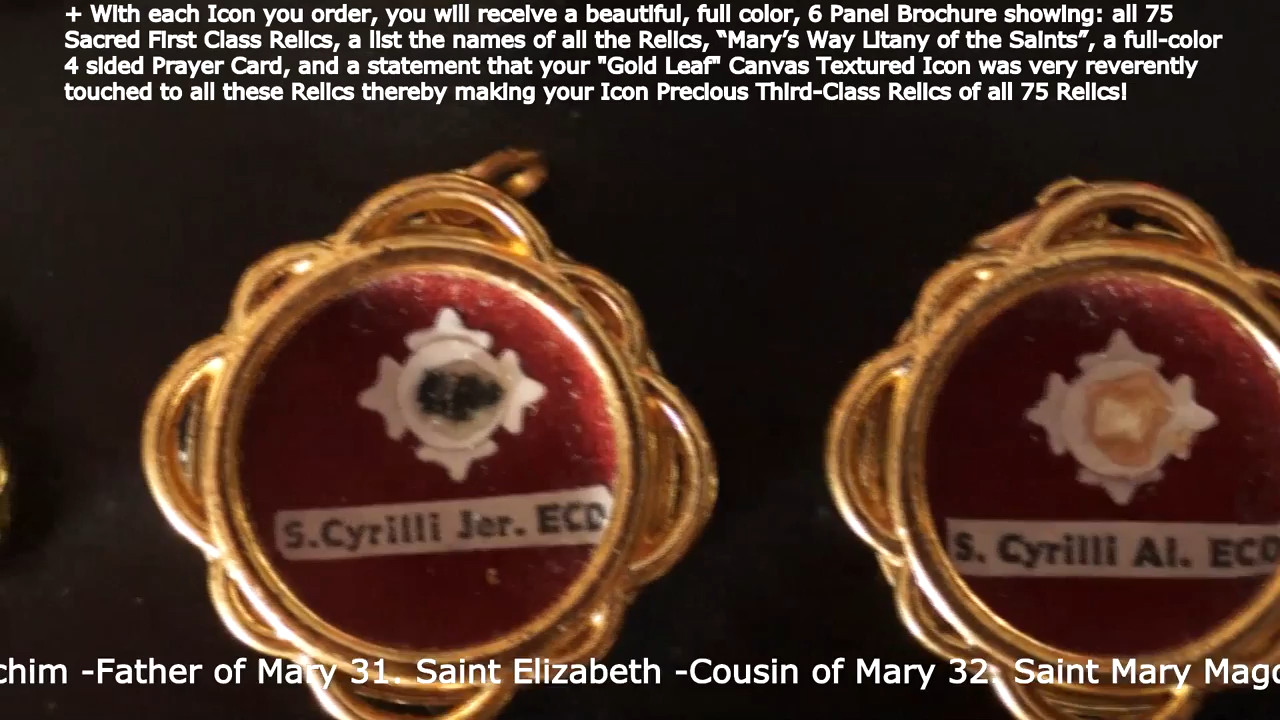 + With each Icon you order, you will receive a beautiful, full color, 6 Panel Brochure showing: all 75
Sacred First Class Relics, a list the names of all the Relics, “Mary’s Way Litany of the Saints”, a full-color
4 sided Prayer Card, and a statement that your "Gold Leaf" Canvas Textured Icon was very reverently
touched to all these Relics thereby making your Icon Precious Third-Class Relics of all 75 Relics!
S.Cyrilli Jer. ECD
S. Cyrilli Al. ECD
chim -Father of Mary 31. Saint Elizabeth -Cousin of Mary 32. Saint Mary Magd